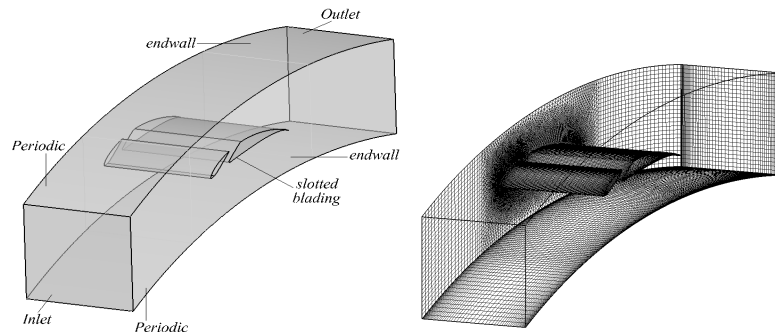 Outlet
endwall
Periodic
endwall
slotted
blading
Inlet
Periodic